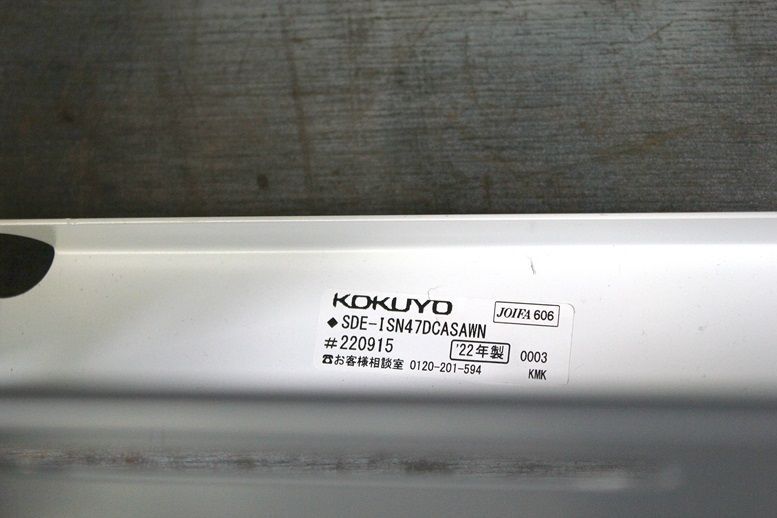 KOKUYO
JOIFA 606
◆SDE-ISN47DCASAWN
#220915 '22年製 0003
☎お客様相談室 0120-201-594 KMK